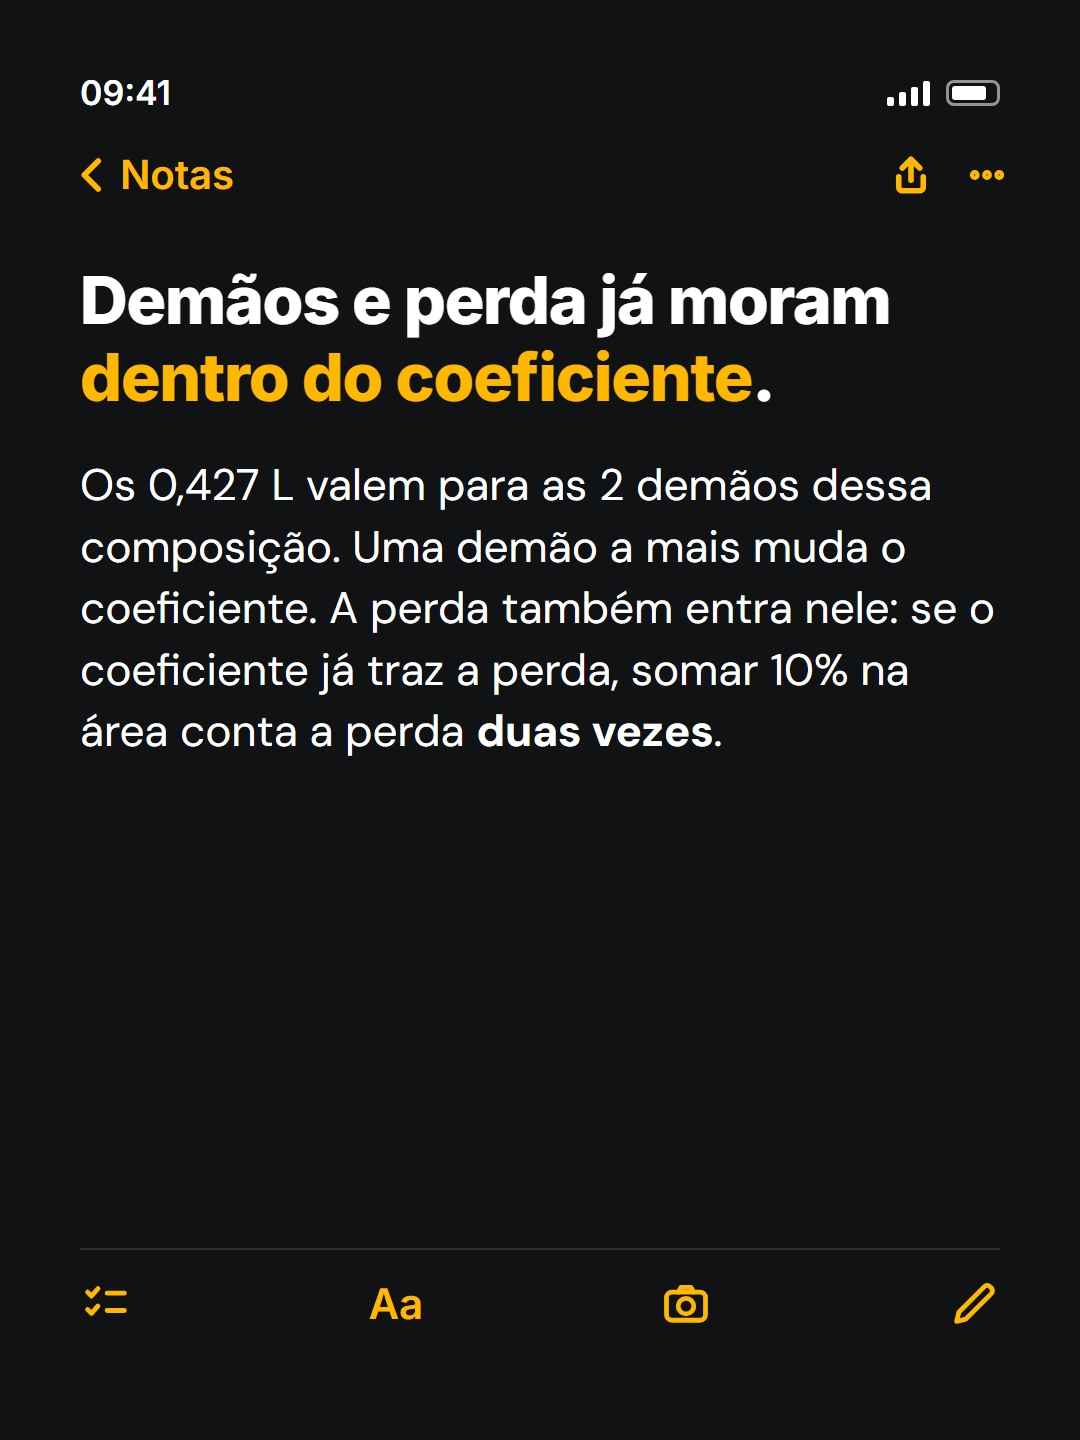 09:41
Notas
Demãos e perda já moram
dentro do coeficiente.
Os 0,427 L valem para as 2 demãos dessa
composição. Uma demão a mais muda o
coeficiente. A perda também entra nele: se o
coeficiente já traz a perda, somar 10% na
área conta a perda duas vezes.
Aa